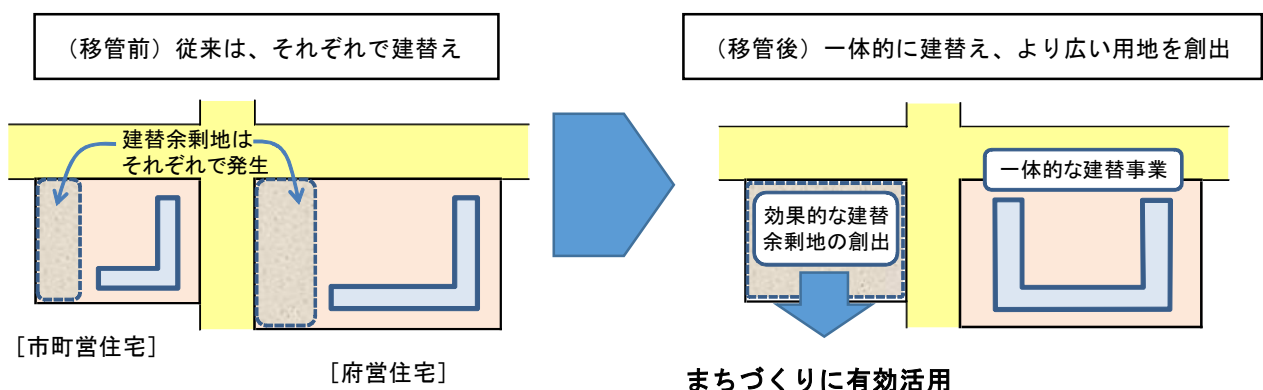 （移管前）従来は、それぞれで建替え
建替余剰地は
それぞれで発生
［市町営住宅］
［府営住宅］
（移管後）一体的に建替え、より広い用地を創出
一体的な建替事業
効果的な建替
余剰地の創出
まちづくりに有効活用